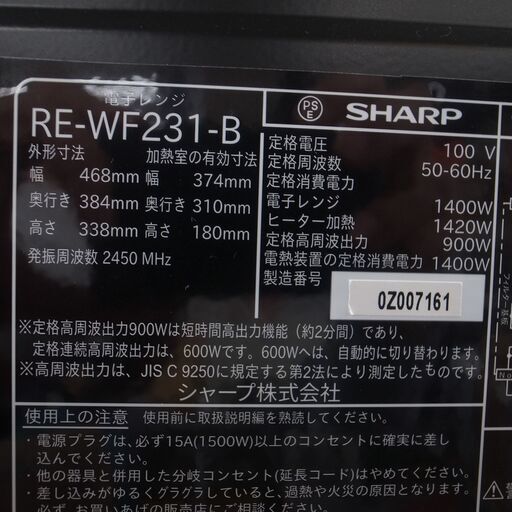 電子レンジ
RE-WF231-B
外形寸法 加熱室の有効寸法
幅 468mm 幅 374mm
奥行き 384mm 奥行き 310mm
高さ 338mm 高さ 180mm
発振周波数 2450 MHz
PS
E
SHARP
定格電圧 100 V
定格周波数 50-60Hz
定格消費電力
電子レンジ 1400W
ヒーター加熱 1420W
定格高周波出力 900W
電熱装置の定格消費電力 1400W
製造番号
0Z007161
※定格高周波出力900Wは短時間高出力機能（約2分間）であり、
定格連続高周波出力は、600Wです。600Wへは、自動的に切り替わります。
※高周波出力は、JIS C 9250に規定する第2法により測定したものです。
シャープ株式会社
使用上の注意 使用前に取扱説明編を熟読してください。
・電源プラグは、必ず15A(1500W)以上のコンセントに確実に差し
込んでください。
・他の器具と併用した分岐コンセント(延長コード)はやめてください。
・差し込みがゆるくグラグラしていると、過熱や火災の原因となります。
必ず、お買いあげの販売店にご相談